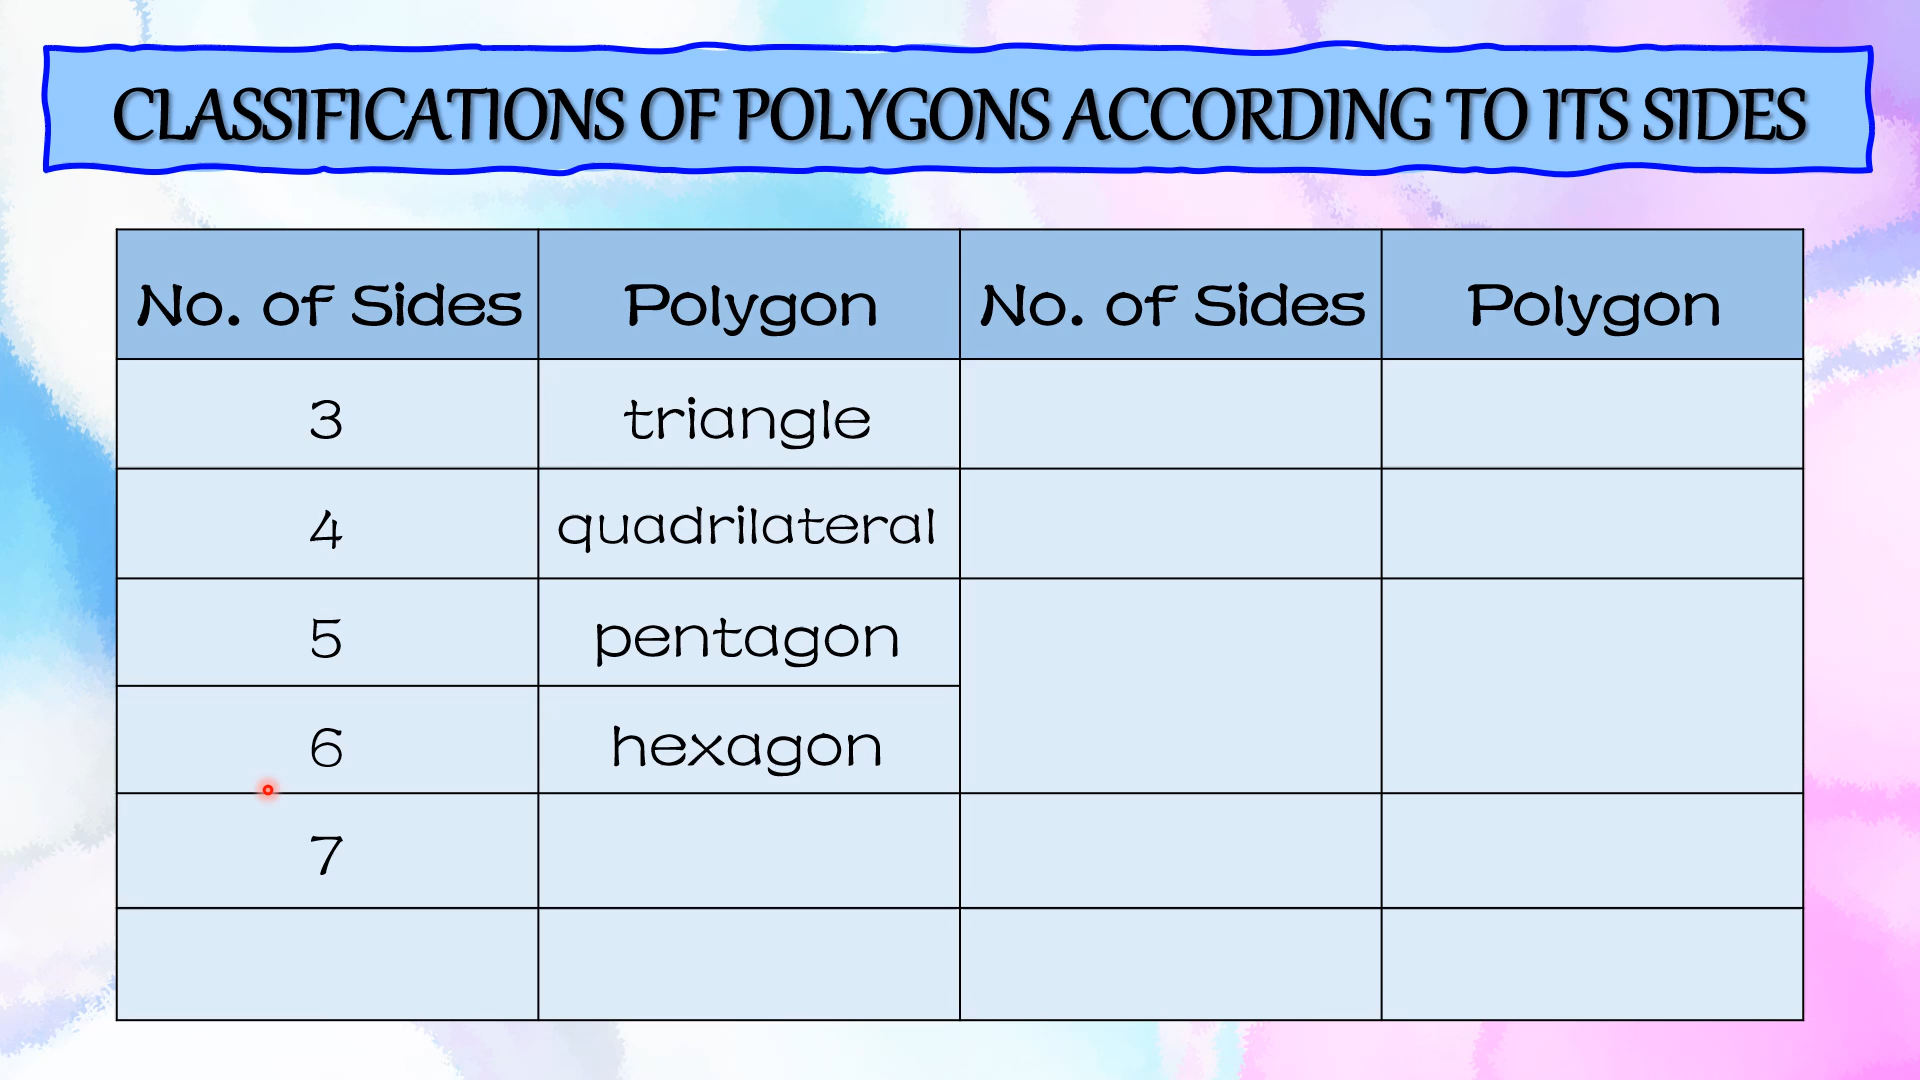 CLASSIFICATIONS OF POLYGONS ACCORDING TO ITS SIDES
No. of Sides Polygon No. of Sides Polygon
3 triangle
4 quadrilateral
5 pentagon
6 hexagon
7